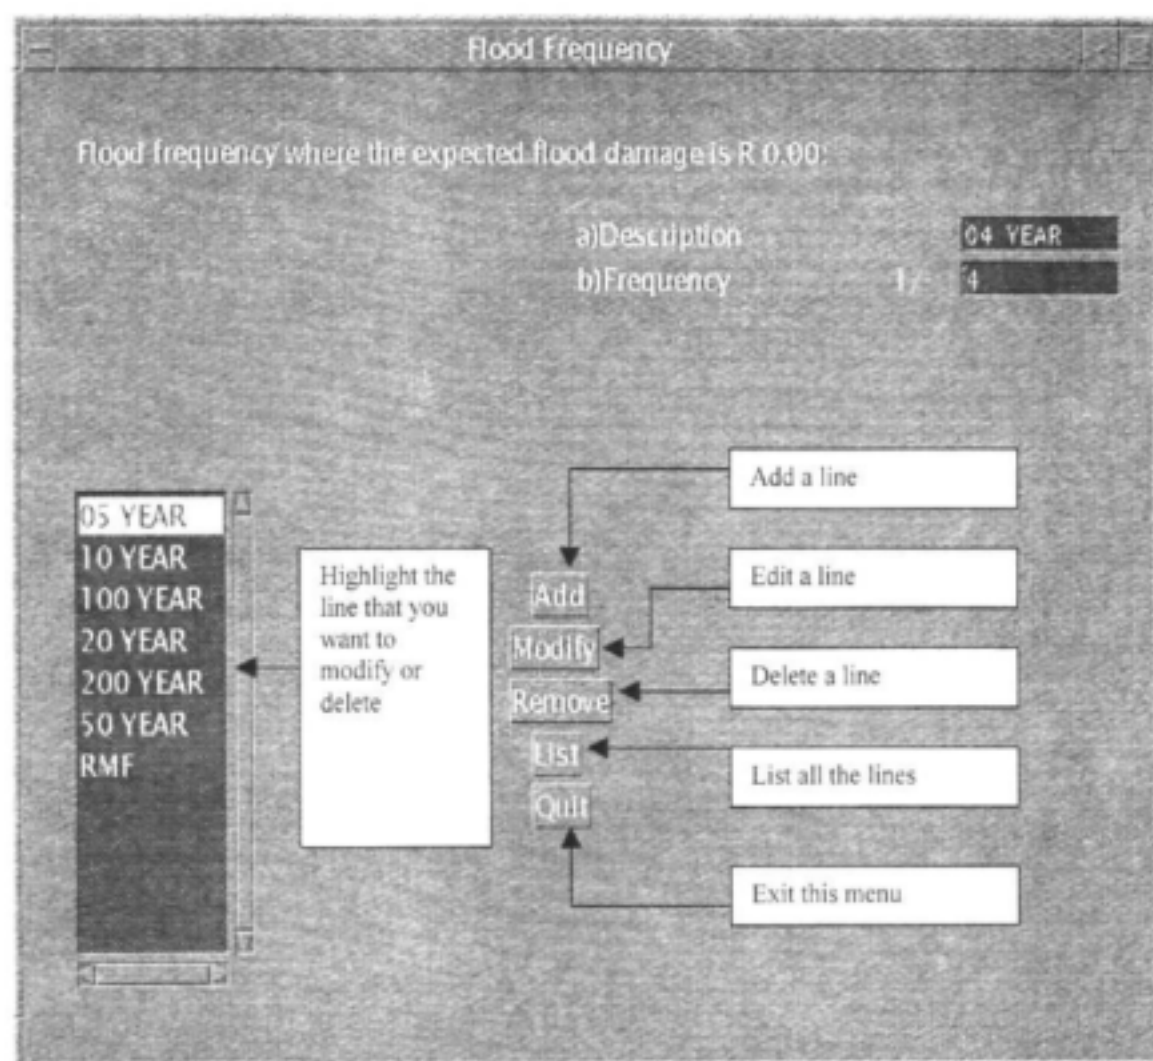 Flood Frequency
Flood frequency where the expected flood damage is R 0.00:
a)Description 04 YEAR
b)Frequency 1/ 4
05 YEAR
10 YEAR
100 YEAR
20 YEAR
200 YEAR
50 YEAR
RMF
Highlight the
line that you
want to
modify or
delete
Add
Modify
Remove
List
Quit
Add a line
Edit a line
Delete a line
List all the lines
Exit this menu